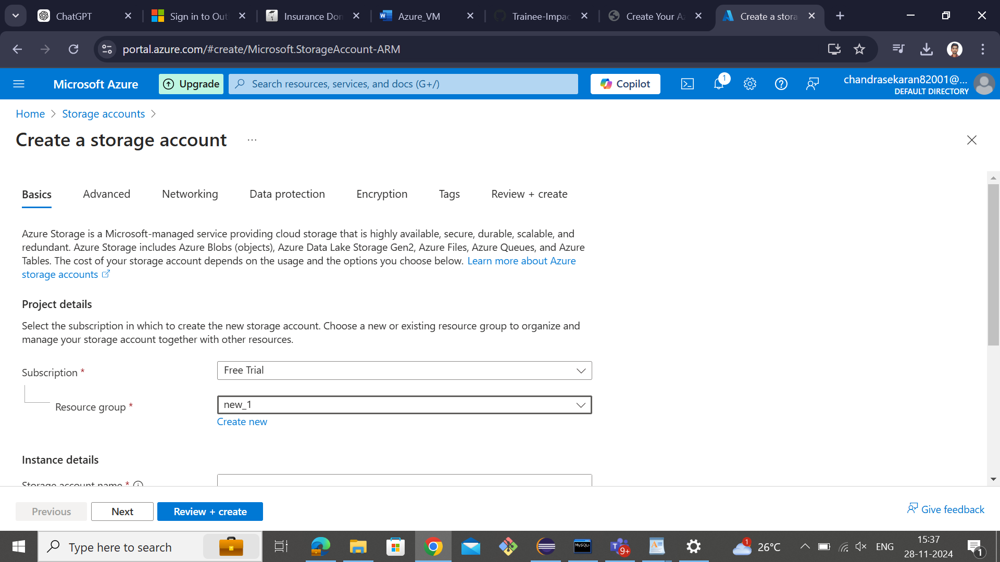 ChatGPT
Sign in to Out
Insurance Don
Azure_VM
Trainee-Impac
Create Your A
Create a stora
portal.azure.com/#create/Microsoft.StorageAccount-ARM
Microsoft Azure
Upgrade
Search resources, services, and docs (G+/)
Copilot
1
chandrasekaran82001@...
DEFAULT DIRECTORY
Home > Storage accounts >
Create a storage account ...
Basics
Advanced
Networking
Data protection
Encryption
Tags
Review + create
Azure Storage is a Microsoft-managed service providing cloud storage that is highly available, secure, durable, scalable, and
redundant. Azure Storage includes Azure Blobs (objects), Azure Data Lake Storage Gen2, Azure Files, Azure Queues, and Azure
Tables. The cost of your storage account depends on the usage and the options you choose below. Learn more about Azure
storage accounts
Project details
Select the subscription in which to create the new storage account. Choose a new or existing resource group to organize and
manage your storage account together with other resources.
Subscription *
Free Trial
Resource group *
new_1
Create new
Instance details
Storage account name *
Previous
Next
Review + create
Give feedback
Type here to search
MySQL
T
9+
1
26°C
ENG
15:37
28-11-2024
1